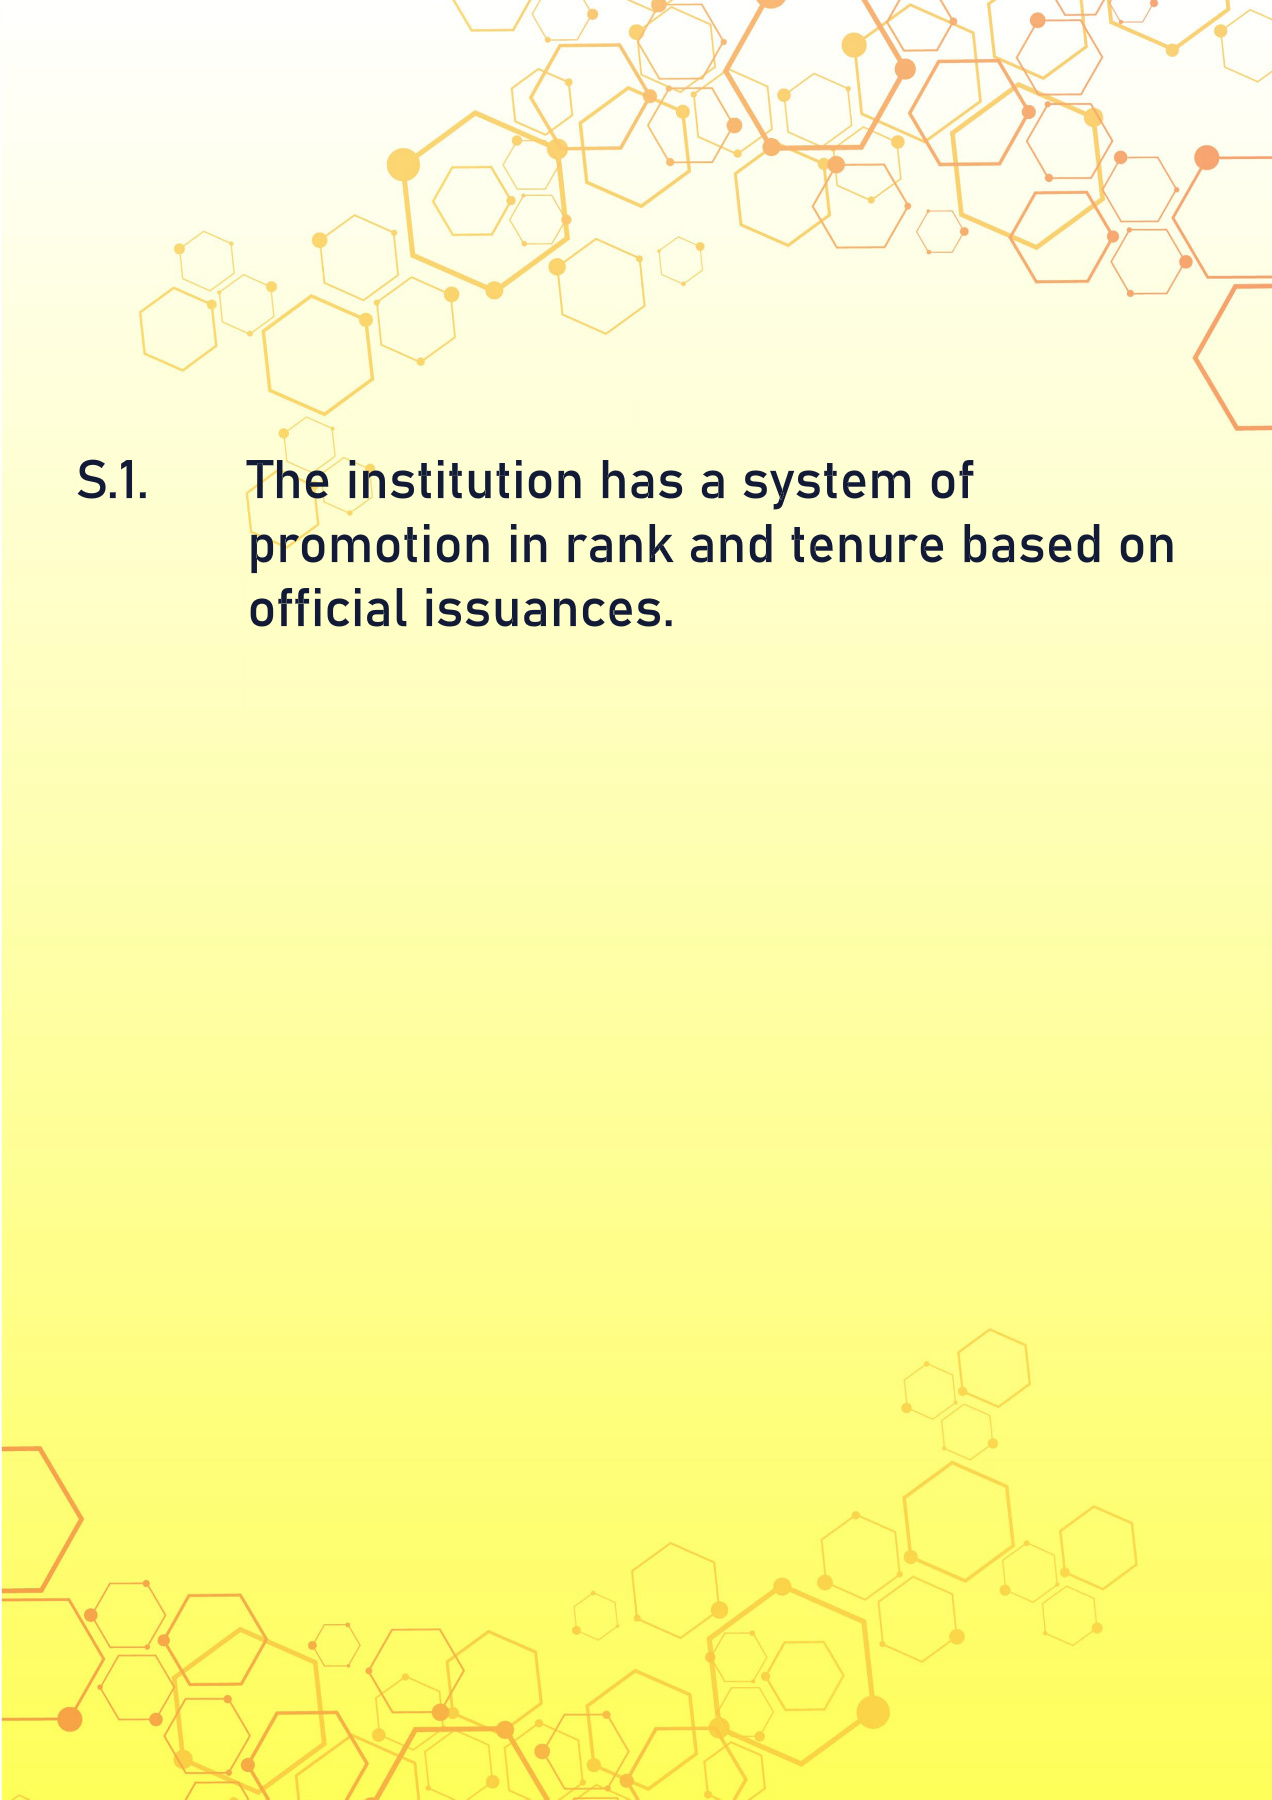 S.1. The institution has a system of
promotion in rank and tenure based on
official issuances.